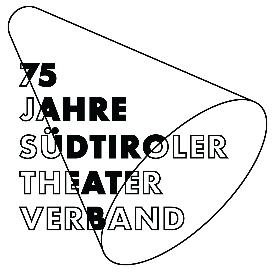 75
JAHRE
SÜDTIROLER
THEATER
VERBAND